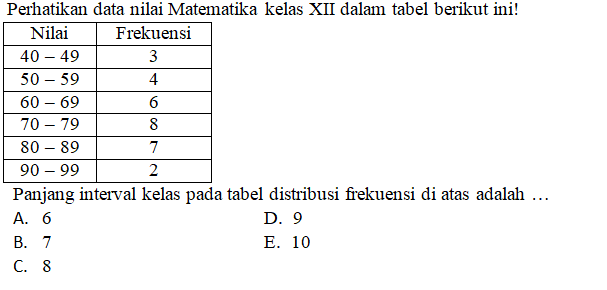 Perhatikan data nilai Matematika kelas XII dalam tabel berikut ini!
Nilai Frekuensi
40 – 49 3
50 – 59 4
60 – 69 6
70 – 79 8
80 – 89 7
90 – 99 2
Panjang interval kelas pada tabel distribusi frekuensi di atas adalah …
A. 6 D. 9
B. 7 E. 10
C. 8